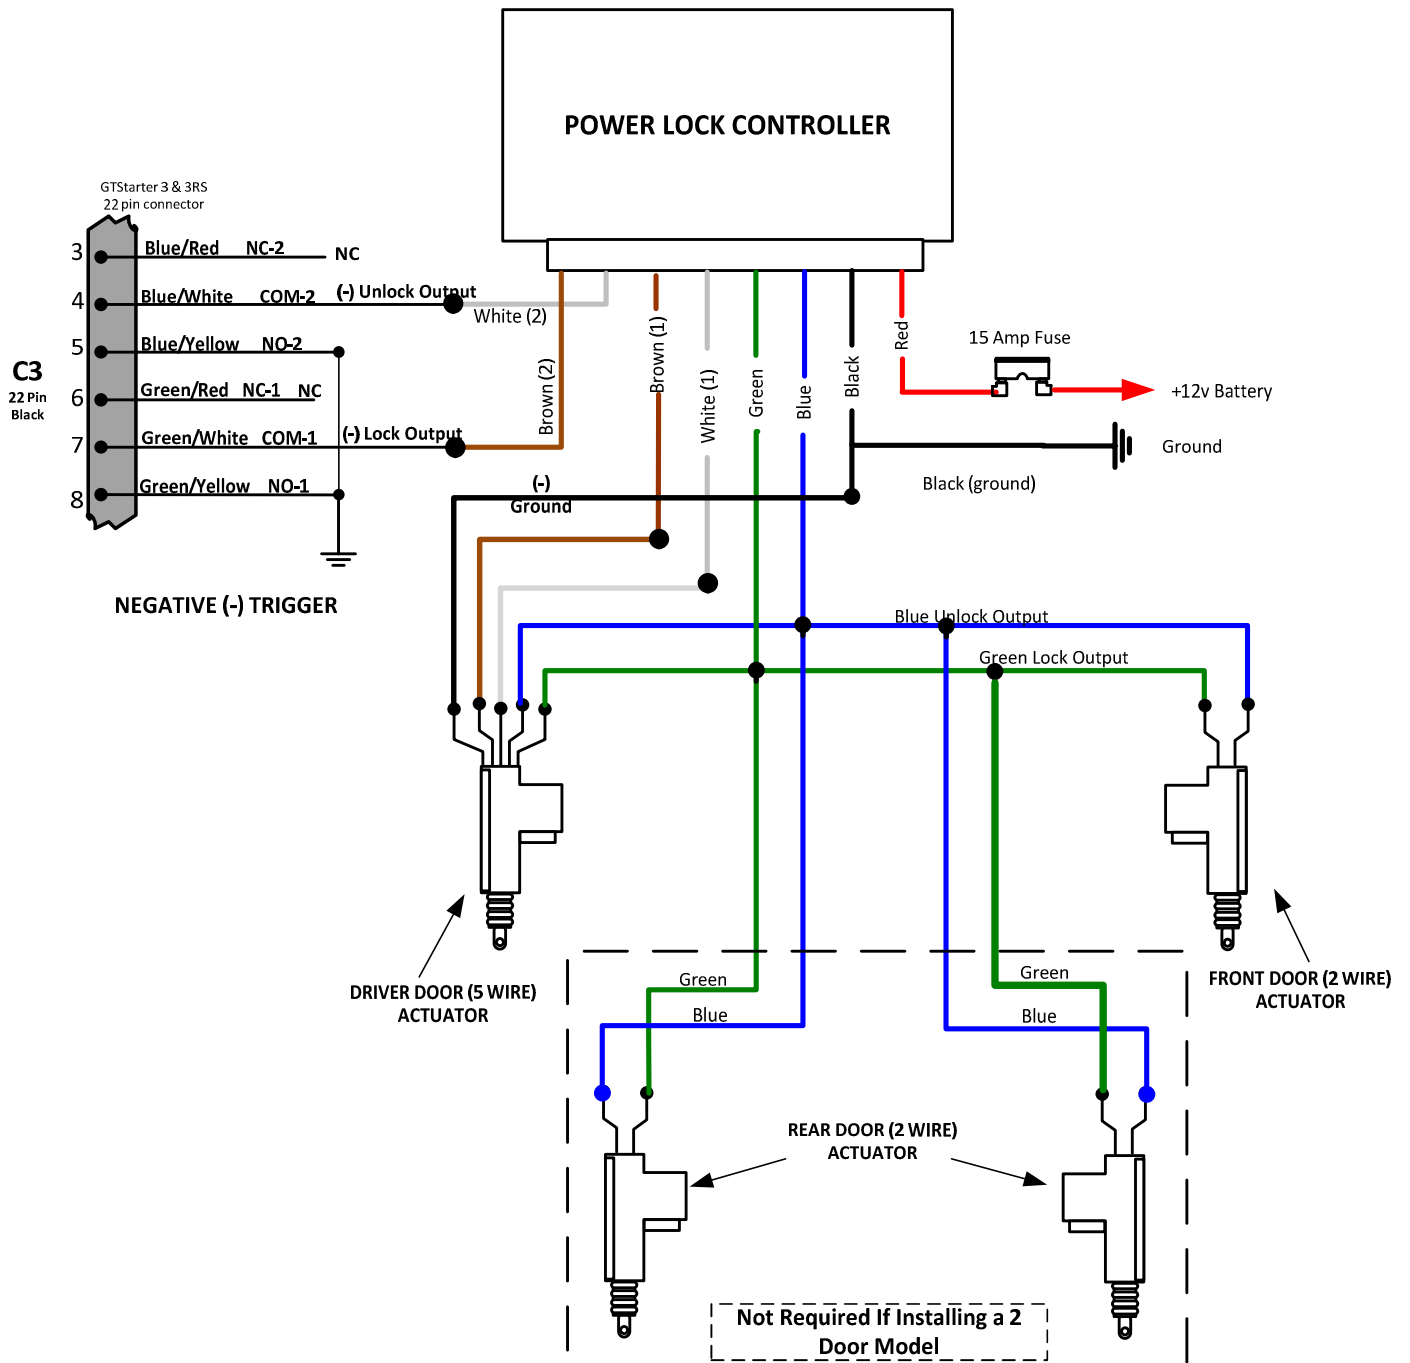 POWER LOCK CONTROLLER
GTStarter 3 & 3RS
22 pin connector
3
Blue/Red NC-2
NC
4
Blue/White COM-2
(-) Unlock Output
White (2)
5
Blue/Yellow NO-2
6
Green/Red NC-1 NC
7
Green/White COM-1
(-) Lock Output
8
Green/Yellow NO-1
C3
22 Pin
Black
NEGATIVE (-) TRIGGER
Brown (2)
Brown (1)
White (1)
Green
Blue
Black
Red
15 Amp Fuse
+12v Battery
Ground
Black (ground)
(-)
Ground
Blue Unlock Output
Green Lock Output
DRIVER DOOR (5 WIRE)
ACTUATOR
FRONT DOOR (2 WIRE)
ACTUATOR
Green
Blue
Green
Blue
REAR DOOR (2 WIRE)
ACTUATOR
Not Required If Installing a 2
Door Model